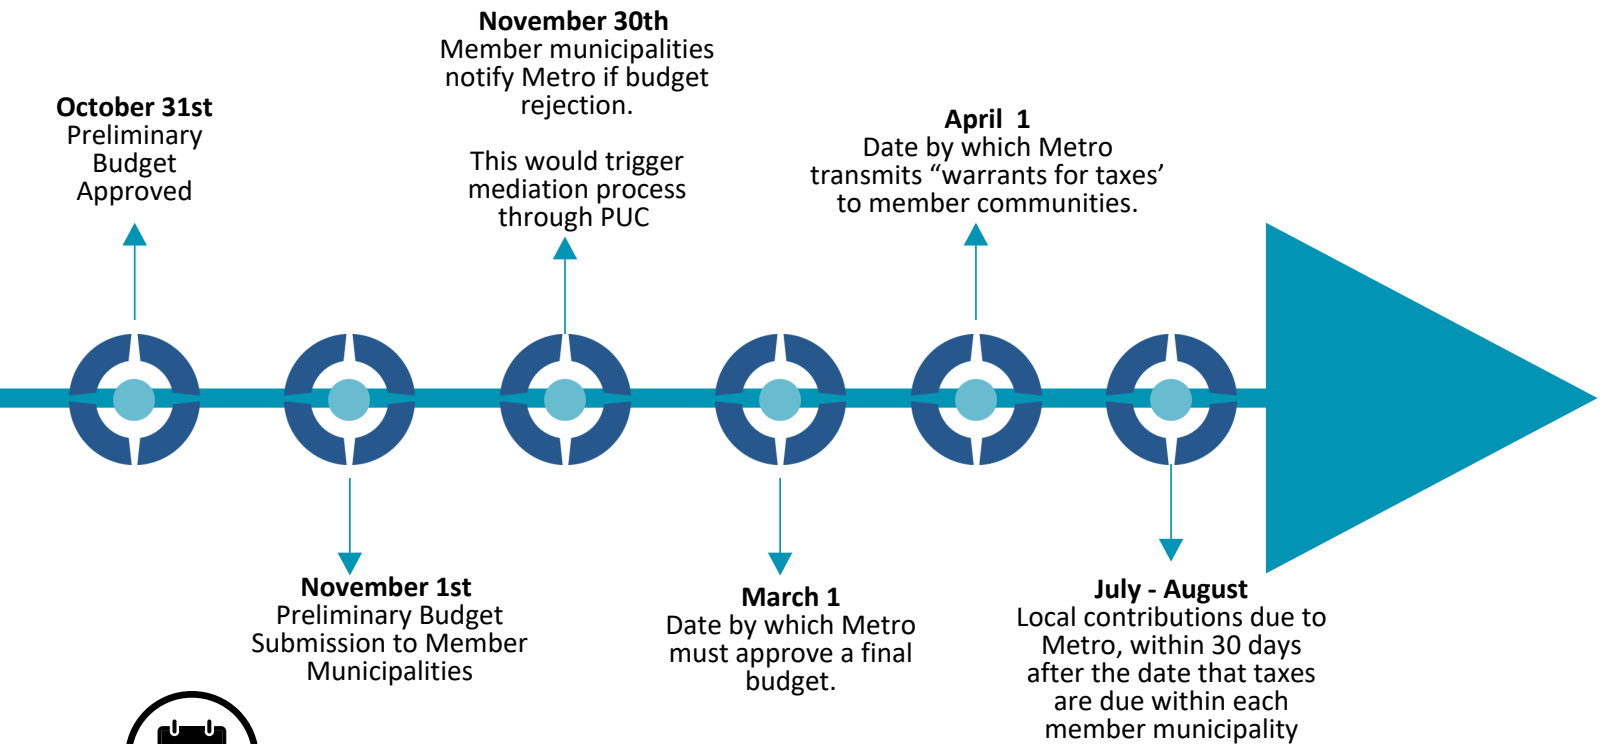 October 31st
Preliminary
Budget
Approved
November 1st
Preliminary Budget
Submission to Member
Municipalities
November 30th
Member municipalities
notify Metro if budget
rejection.
This would trigger
mediation process
through PUC
March 1
Date by which Metro
must approve a final
budget.
April 1
Date by which Metro
transmits “warrants for taxes’
to member communities.
July - August
Local contributions due to
Metro, within 30 days
after the date that taxes
are due within each
member municipality